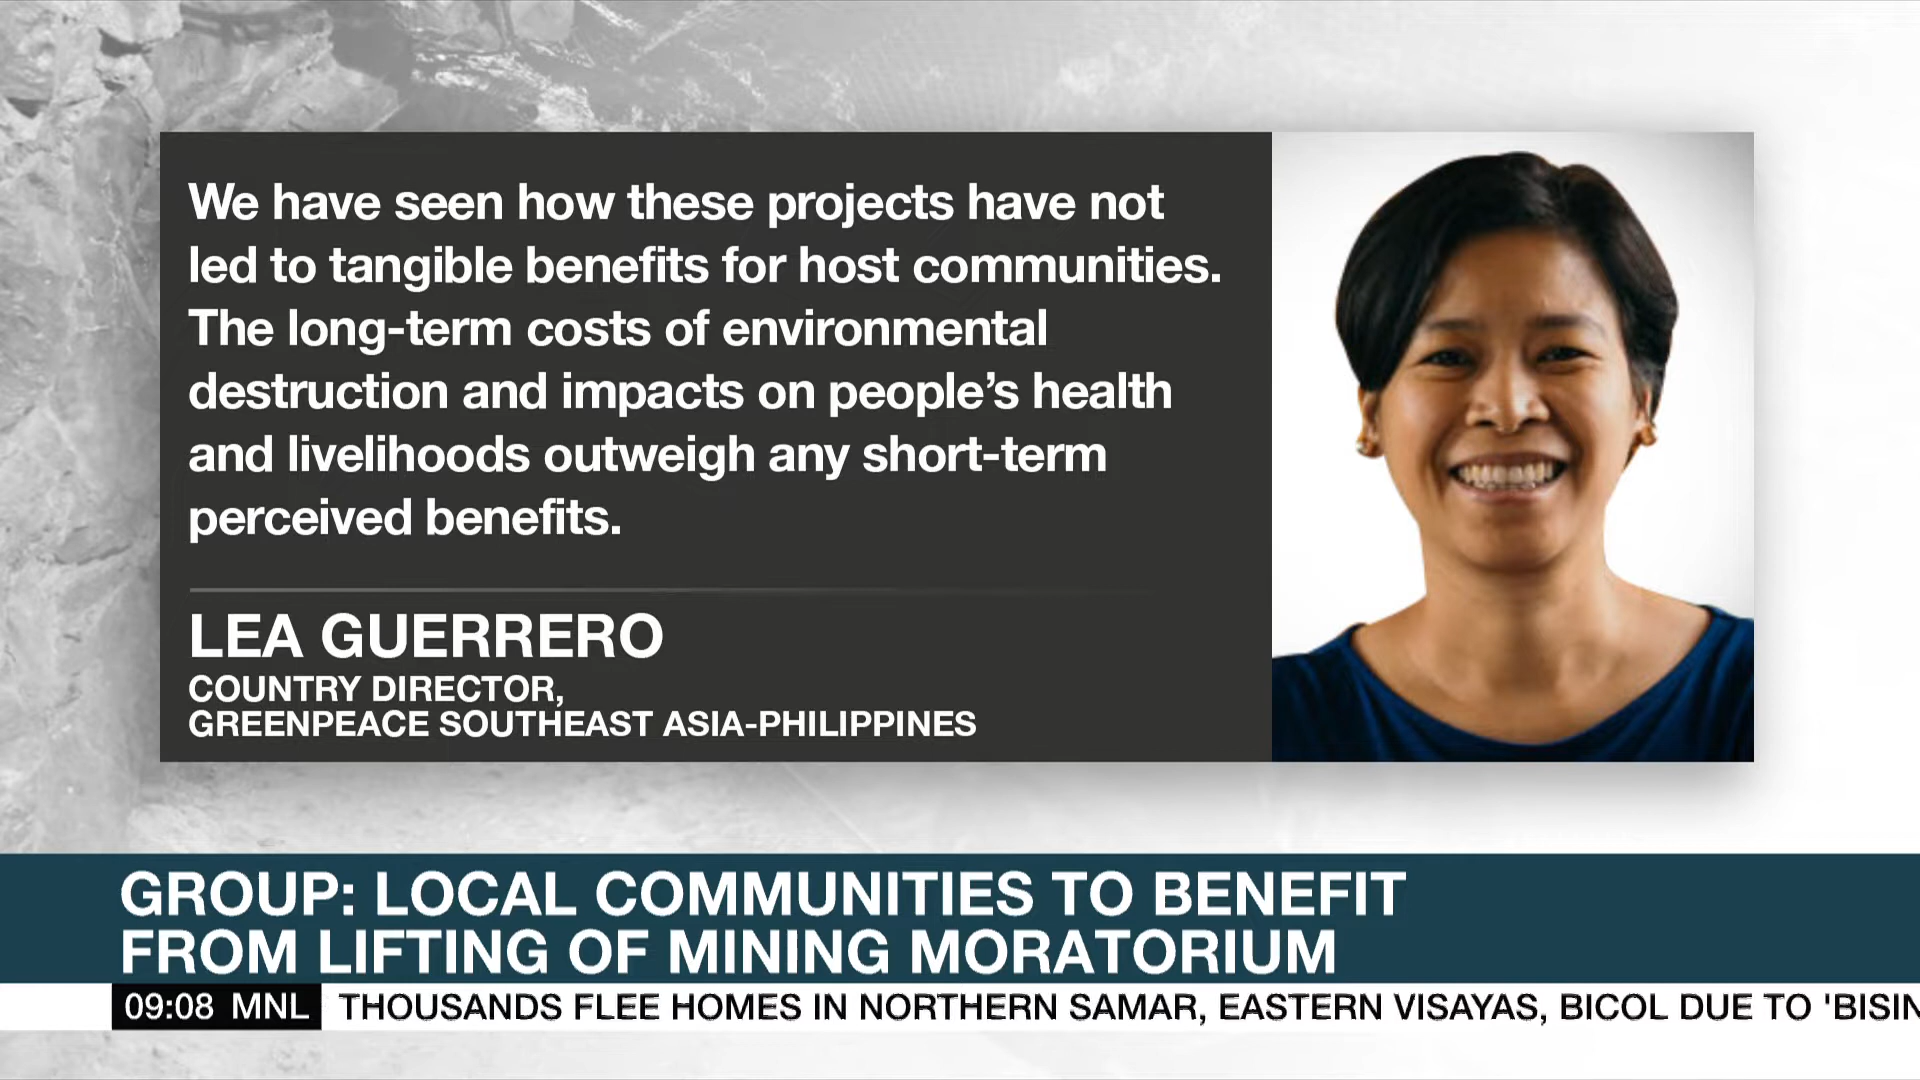 We have seen how these projects have not
led to tangible benefits for host communities.
The long-term costs of environmental
destruction and impacts on people’s health
and livelihoods outweigh any short-term
perceived benefits.
LEA GUERRERO
COUNTRY DIRECTOR,
GREENPEACE SOUTHEAST ASIA-PHILIPPINES
GROUP: LOCAL COMMUNITIES TO BENEFIT
FROM LIFTING OF MINING MORATORIUM
09:08 MNL THOUSANDS FLEE HOMES IN NORTHERN SAMAR, EASTERN VISAYAS, BICOL DUE TO